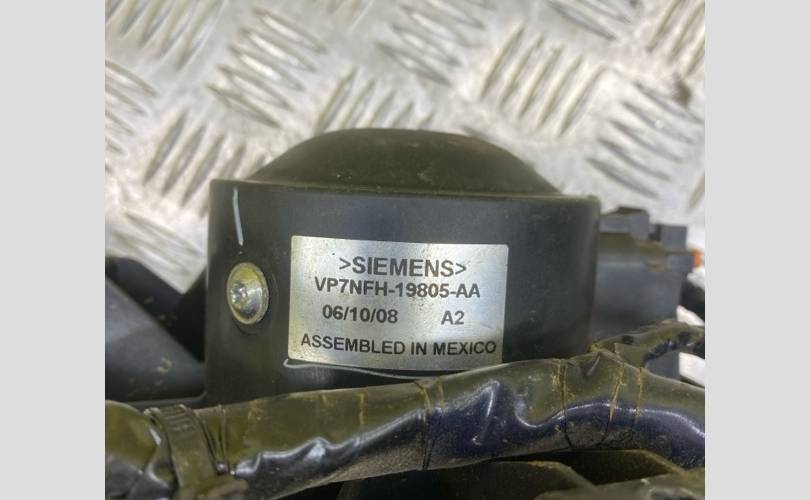 >SIEMENS>
VP7NFH-19805-AA
06/10/08 A2
ASSEMBLED IN MEXICO